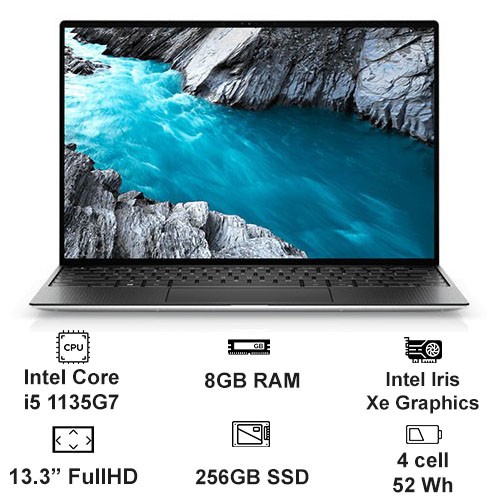 CPU
GB
Intel Core
i5 1135G7
8GB RAM
Intel Iris
Xe Graphics
13.3” FullHD
256GB SSD
4 cell
52 Wh